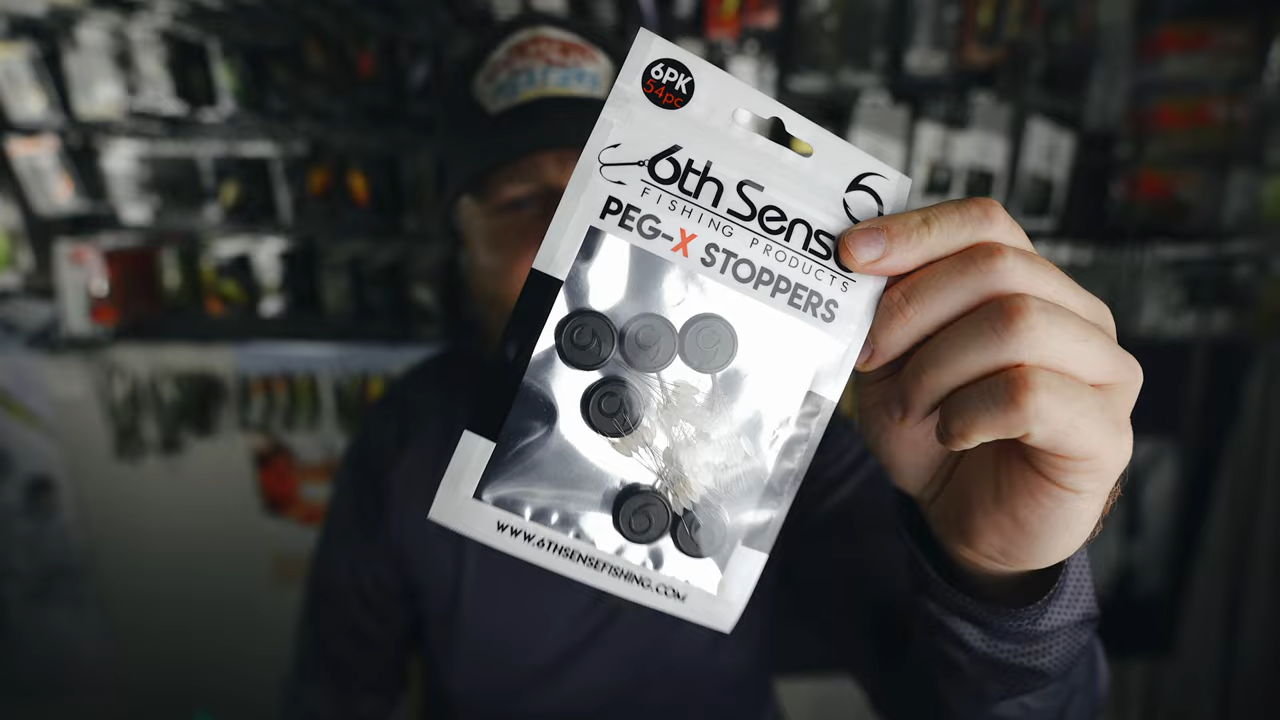 6PK
54pc
6th Sense
FISHING PRODUCTS
PEG-X STOPPERS
WWW.6THSENSEFISHING.COM